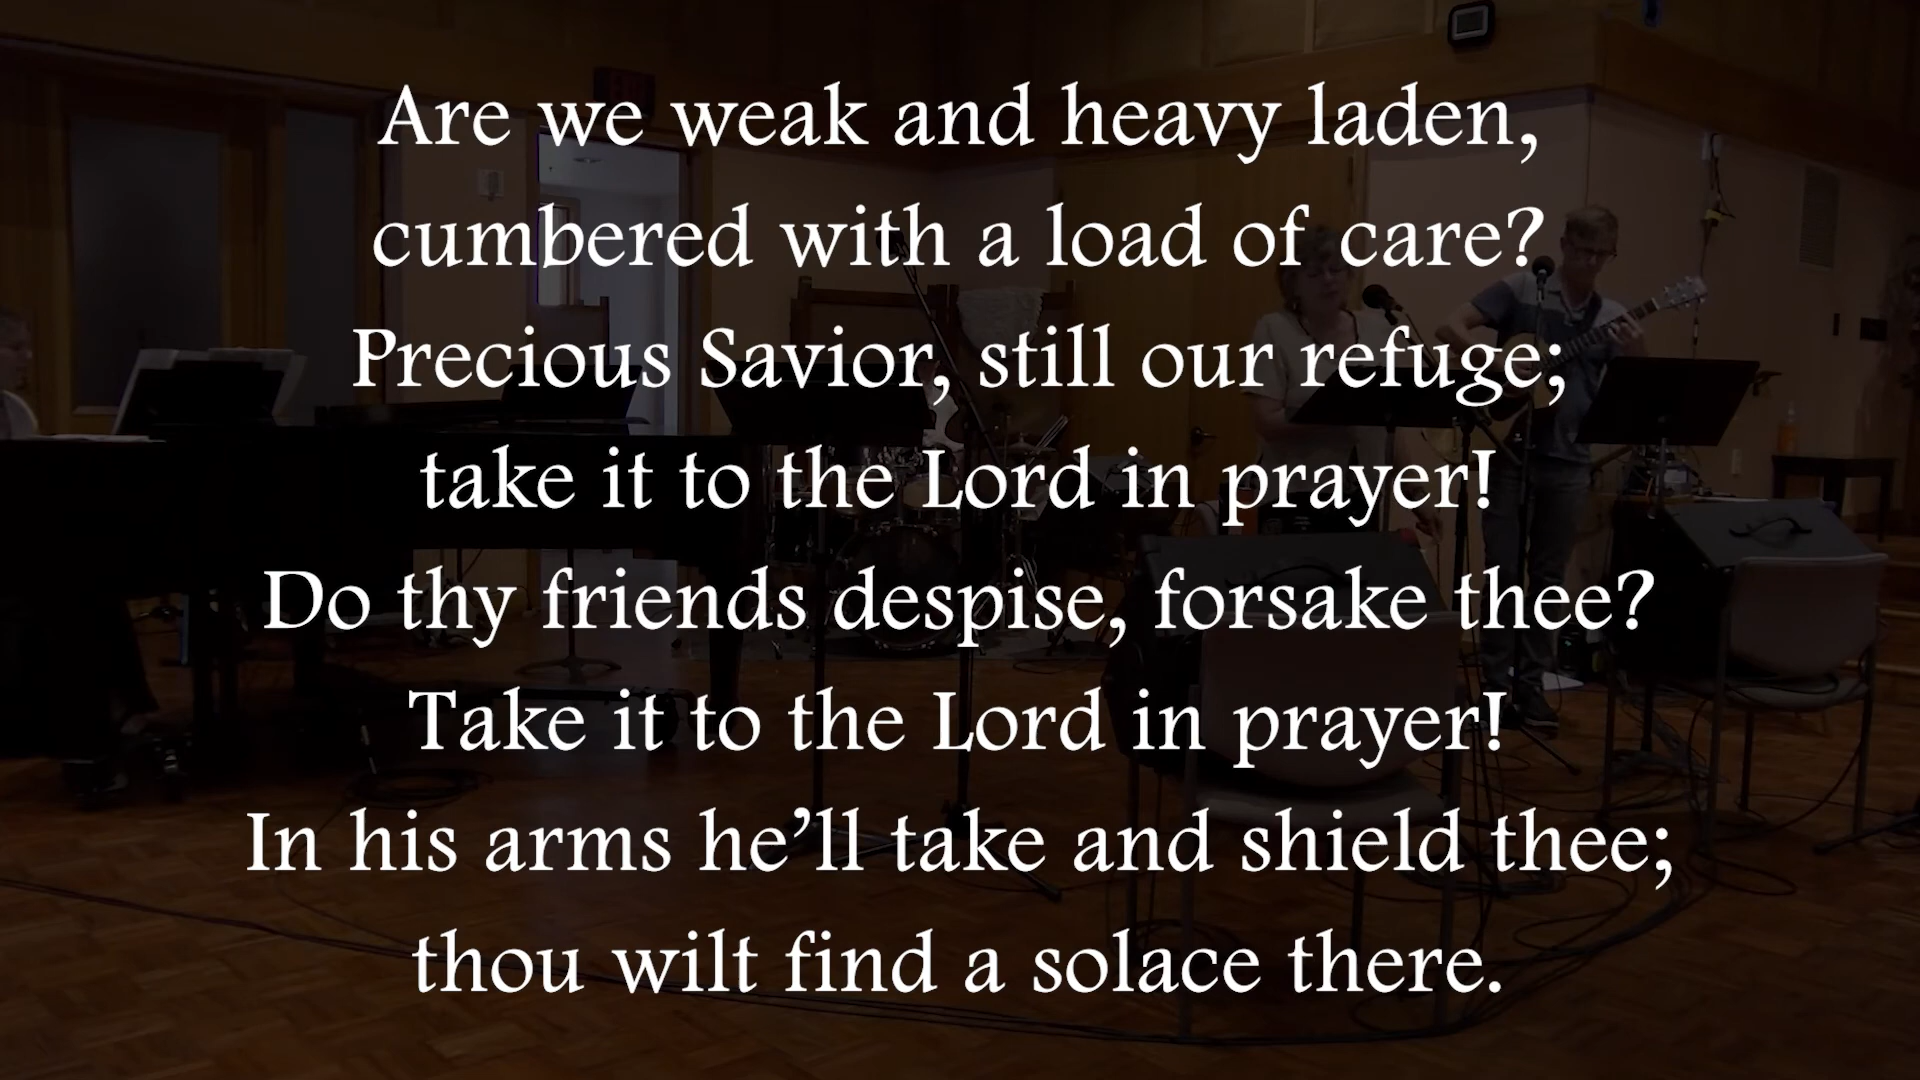 Are we weak and heavy laden,
cumbered with a load of care?
Precious Savior, still our refuge;
take it to the Lord in prayer!
Do thy friends despise, forsake thee?
Take it to the Lord in prayer!
In his arms he’ll take and shield thee;
thou wilt find a solace there.